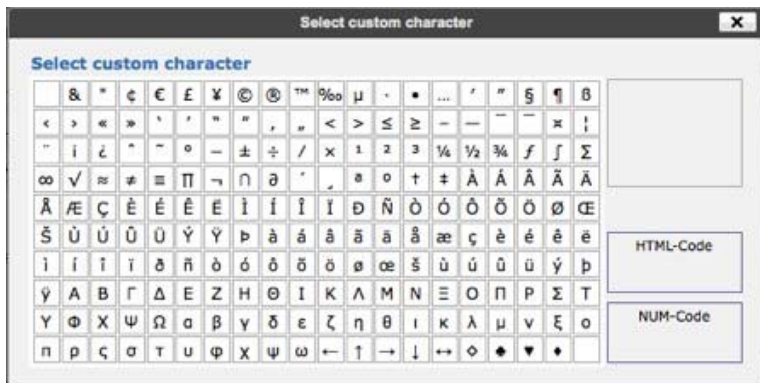 Select custom character X
Select custom character
& " ¢ € £ ¥ © ® ™ ‰ µ · • … ′ ″ § ¶ ß
‹ › « » ‘ ’ “ ” ‚ „ < > ≤ ≥ – — ¯ ‾ ¤ ¦
¨ ¡ ¿ ˆ ˜ ° − ± ÷ ⁄ × ¹ ² ³ ¼ ½ ¾ ƒ ∫ ∑
∞ √ ≈ ≠ ≡ ∏ ¬ ∩ ∂ ´ ¸ ª º † ‡ À Á Â Ã Ä
Å Æ Ç È É Ê Ë Ì Í Î Ï Ð Ñ Ò Ó Ô Õ Ö Ø Œ
Š Ù Ú Û Ü Ý Ÿ Þ à á â ã ä å æ ç è é ê ë
ì í î ï ð ñ ò ó ô õ ö ø œ š ù ú û ü ý þ
ÿ Α Β Γ Δ Ε Ζ Η Θ Ι Κ Λ Μ Ν Ξ Ο Π Ρ Σ Τ
Υ Φ Χ Ψ Ω α β γ δ ε ζ η θ ι κ λ μ ν ξ ο
π ρ ς σ τ υ φ χ ψ ω ← ↑ → ↓ ↔ ◊ ♠ ♥ ♦
HTML-Code
NUM-Code